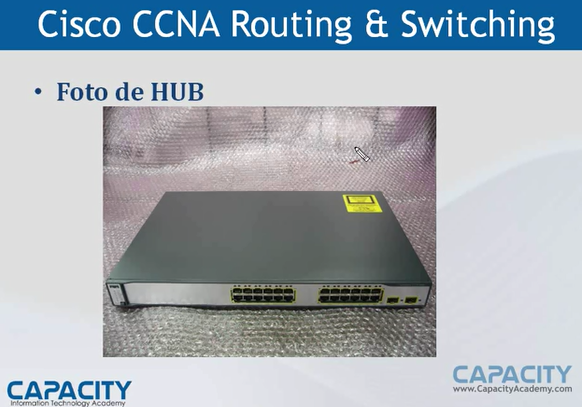 Cisco CCNA Routing & Switching
• Foto de HUB
CAPACITY
Information Technology Academy
CAPACITY
www.CapacityAcademy.com